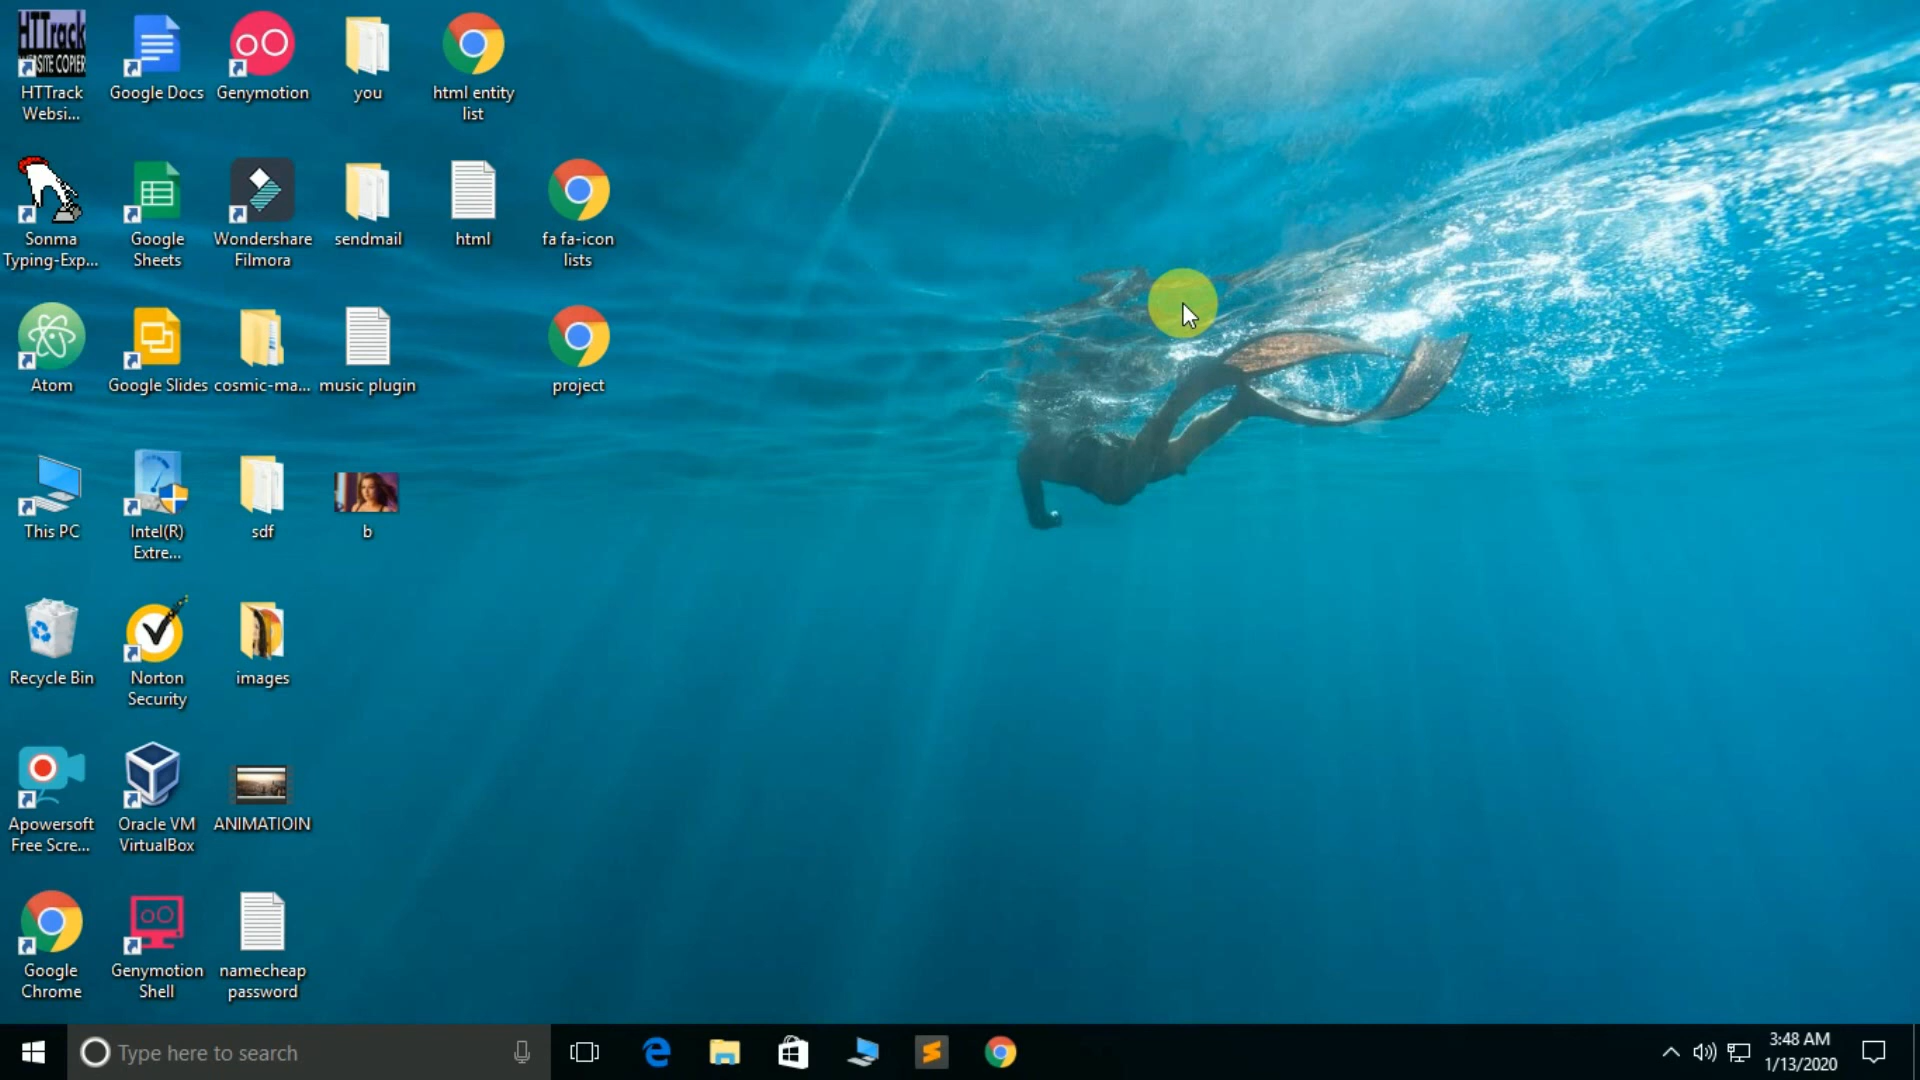 HTTrack
WEBSITE COPIER
HTTrack
Websi...
Google Docs
Genymotion
you
html entity
list
Sonma
Typing-Exp...
Google
Sheets
Wondershare
Filmora
sendmail
html
fa fa-icon
lists
Atom
Google Slides
cosmic-ma...
music plugin
project
This PC
Intel(R)
Extre...
sdf
b
Recycle Bin
Norton
Security
images
Apowersoft
Free Scre...
Oracle VM
VirtualBox
ANIMATIOIN
Google
Chrome
Genymotion
Shell
namecheap
password
Type here to search
3:48 AM
1/13/2020